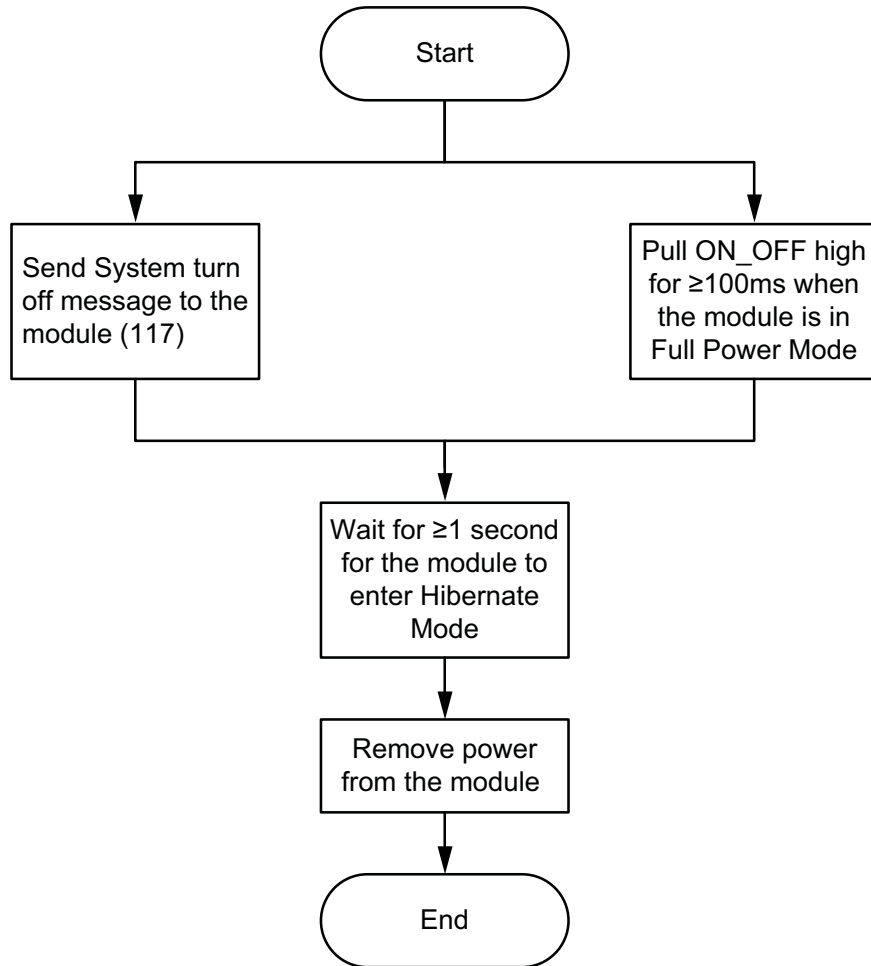 Start
Send System turn
off message to the
module (117)
Pull ON_OFF high
for ≥100ms when
the module is in
Full Power Mode
Wait for ≥1 second
for the module to
enter Hibernate
Mode
Remove power
from the module
End